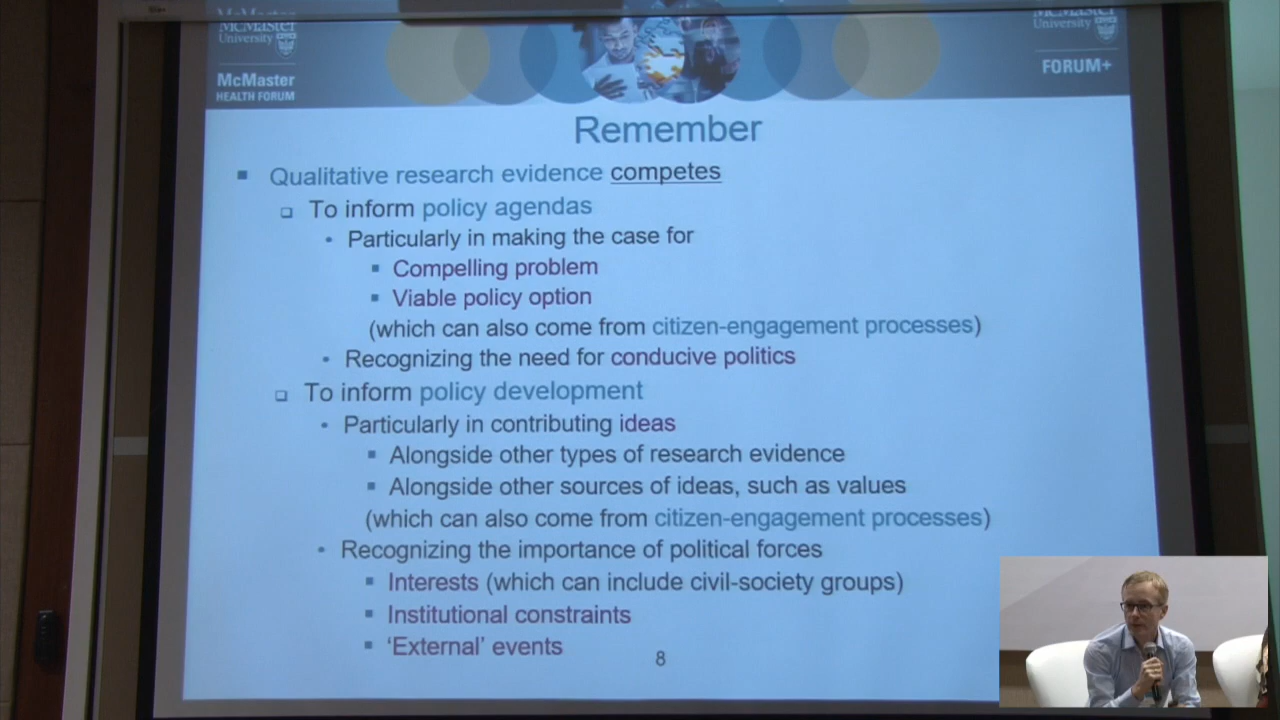 McMaster
University
McMaster
HEALTH FORUM
McMaster
University
FORUM+
Remember
Qualitative research evidence competes
To inform policy agendas
Particularly in making the case for
Compelling problem
Viable policy option
(which can also come from citizen-engagement processes)
Recognizing the need for conducive politics
To inform policy development
Particularly in contributing ideas
Alongside other types of research evidence
Alongside other sources of ideas, such as values
(which can also come from citizen-engagement processes)
Recognizing the importance of political forces
Interests (which can include civil-society groups)
Institutional constraints
‘External’ events
8